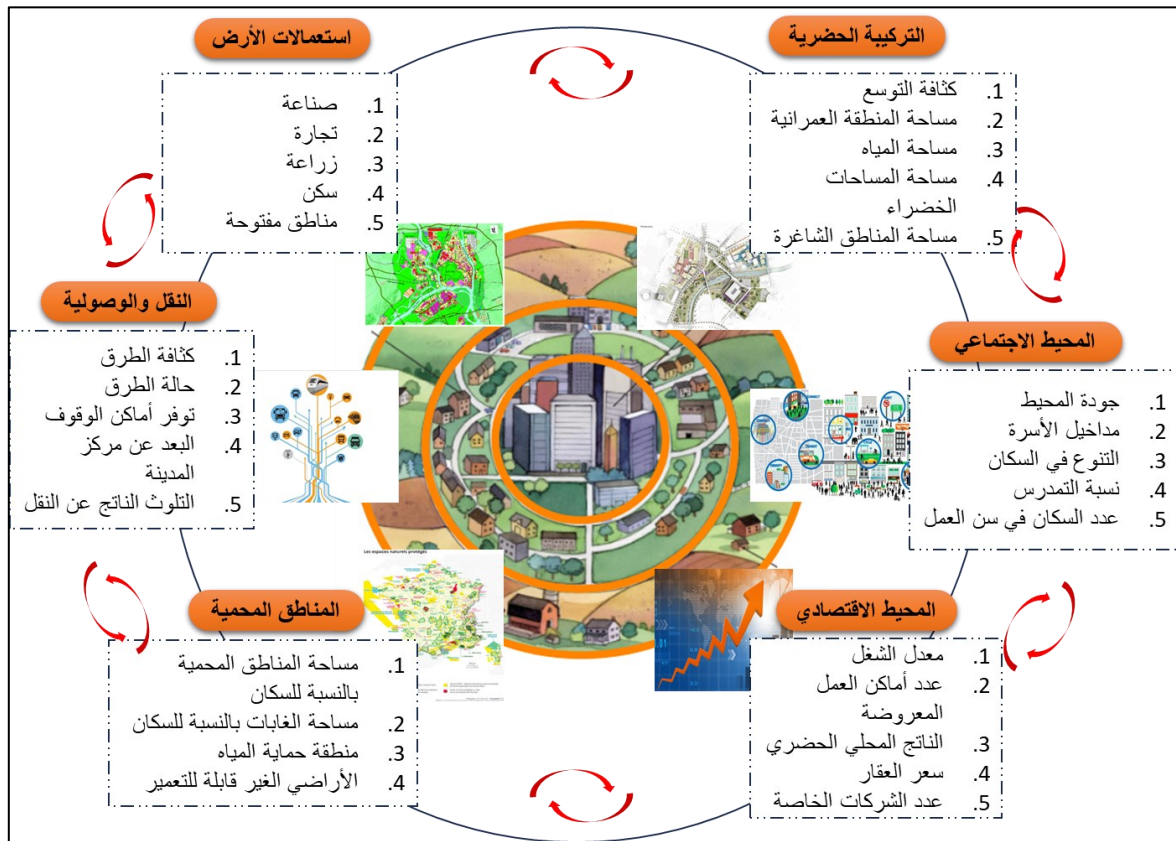 التركيبة الحضرية
1. كثافة التوسع
2. مساحة المنطقة العمرانية
3. مساحة المياه
4. مساحة المساحات
الخضراء
5. مساحة المناطق الشاغرة
استعمالات الأرض
1. صناعة
2. تجارة
3. زراعة
4. سكن
5. مناطق مفتوحة
المحيط الاجتماعي
1. جودة المحيط
2. مداخيل الأسرة
3. التنوع في السكان
4. نسبة التمدرس
5. عدد السكان في سن العمل
النقل والوصولية
1. كثافة الطرق
2. حالة الطرق
3. توفر أماكن الوقوف
4. البعد عن مركز
المدينة
5. التلوث الناتج عن النقل
المحيط الاقتصادي
1. معدل الشغل
2. عدد أماكن العمل
المعروضة
3. الناتج المحلي الحضري
4. سعر العقار
5. عدد الشركات الخاصة
المناطق المحمية
1. مساحة المناطق المحمية
بالنسبة للسكان
2. مساحة الغابات بالنسبة للسكان
3. منطقة حماية المياه
4. الأراضي الغير قابلة للتعمير
Les espaces naturels protégés